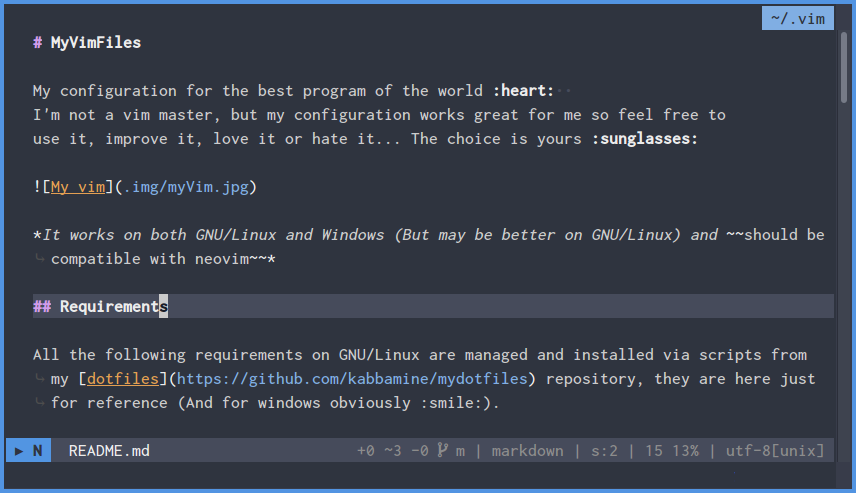 ~/.vim
# MyVimFiles
My configuration for the best program of the world :heart:
I'm not a vim master, but my configuration works great for me so feel free to
use it, improve it, love it or hate it... The choice is yours :sunglasses:
![My vim](.img/myVim.jpg)
*It works on both GNU/Linux and Windows (But may be better on GNU/Linux) and ~~should be
compatible with neovim~~*
## Requirements
All the following requirements on GNU/Linux are managed and installed via scripts from
my [dotfiles](https://github.com/kabbamine/mydotfiles) repository, they are here just
for reference (And for windows obviously :smile:).
► N README.md +0 ~3 -0 m | markdown | s:2 | 15 13% | utf-8[unix]